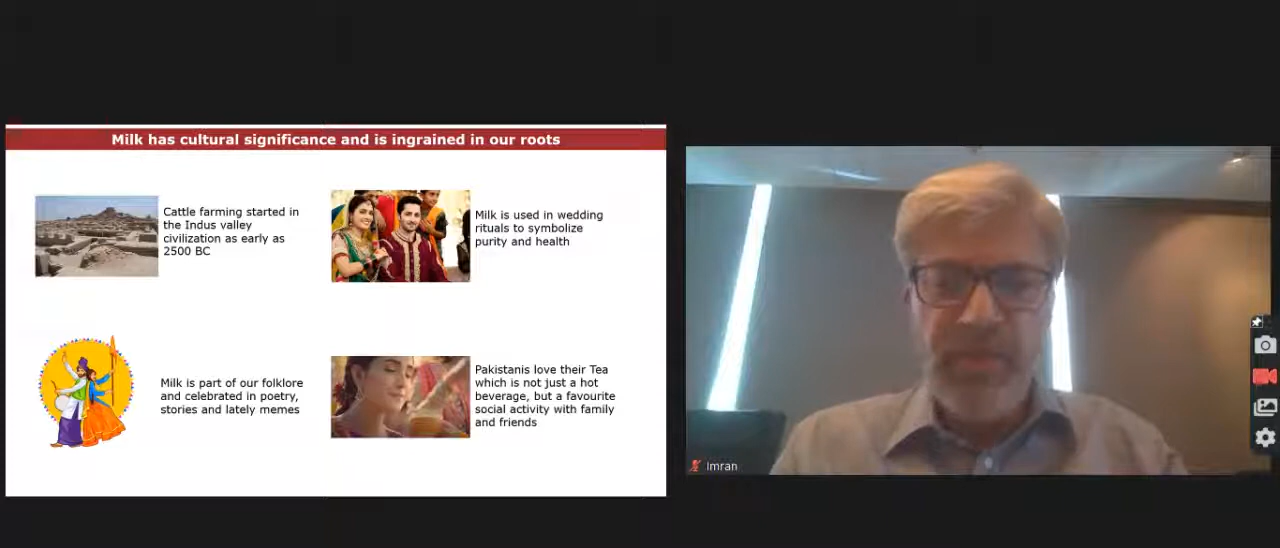 Milk has cultural significance and is ingrained in our roots
Cattle farming started in
the Indus valley
civilization as early as
2500 BC
Milk is used in wedding
rituals to symbolize
purity and health
Milk is part of our folklore
and celebrated in poetry,
stories and lately memes
Pakistanis love their Tea
which is not just a hot
beverage, but a favourite
social activity with family
and friends
Imran